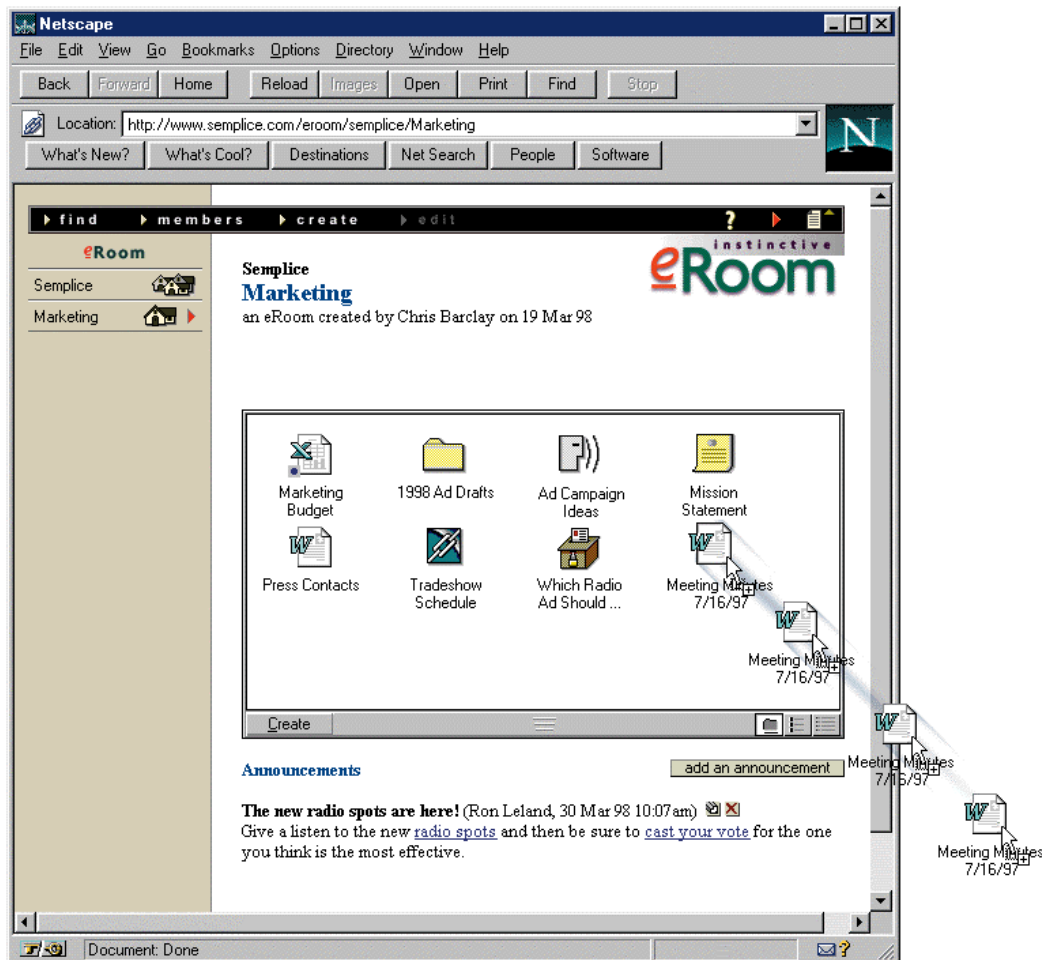 Netscape
File Edit View Go Bookmarks Options Directory Window Help
Back Forward Home Reload Images Open Print Find Stop
Location: http://www.semplice.com/eroom/semplice/Marketing
N
What's New? What's Cool? Destinations Net Search People Software
find members create edit ?
eRoom
Semplice
Marketing
instinctive
eRoom
Semplice
Marketing
an eRoom created by Chris Barclay on 19 Mar 98
Marketing
Budget
1998 Ad Drafts
Ad Campaign
Ideas
Mission
Statement
Press Contacts
Tradeshow
Schedule
Which Radio
Ad Should ...
Meeting Minutes
7/16/97
Meeting Minutes
7/16/97
Meeting Minutes
7/16/97
Meeting Minutes
7/16/97
Create
Announcements
add an announcement
The new radio spots are here! (Ron Leland, 30 Mar 98 10:07am)
Give a listen to the new radio spots and then be sure to cast your vote for the one
you think is the most effective.
Document: Done